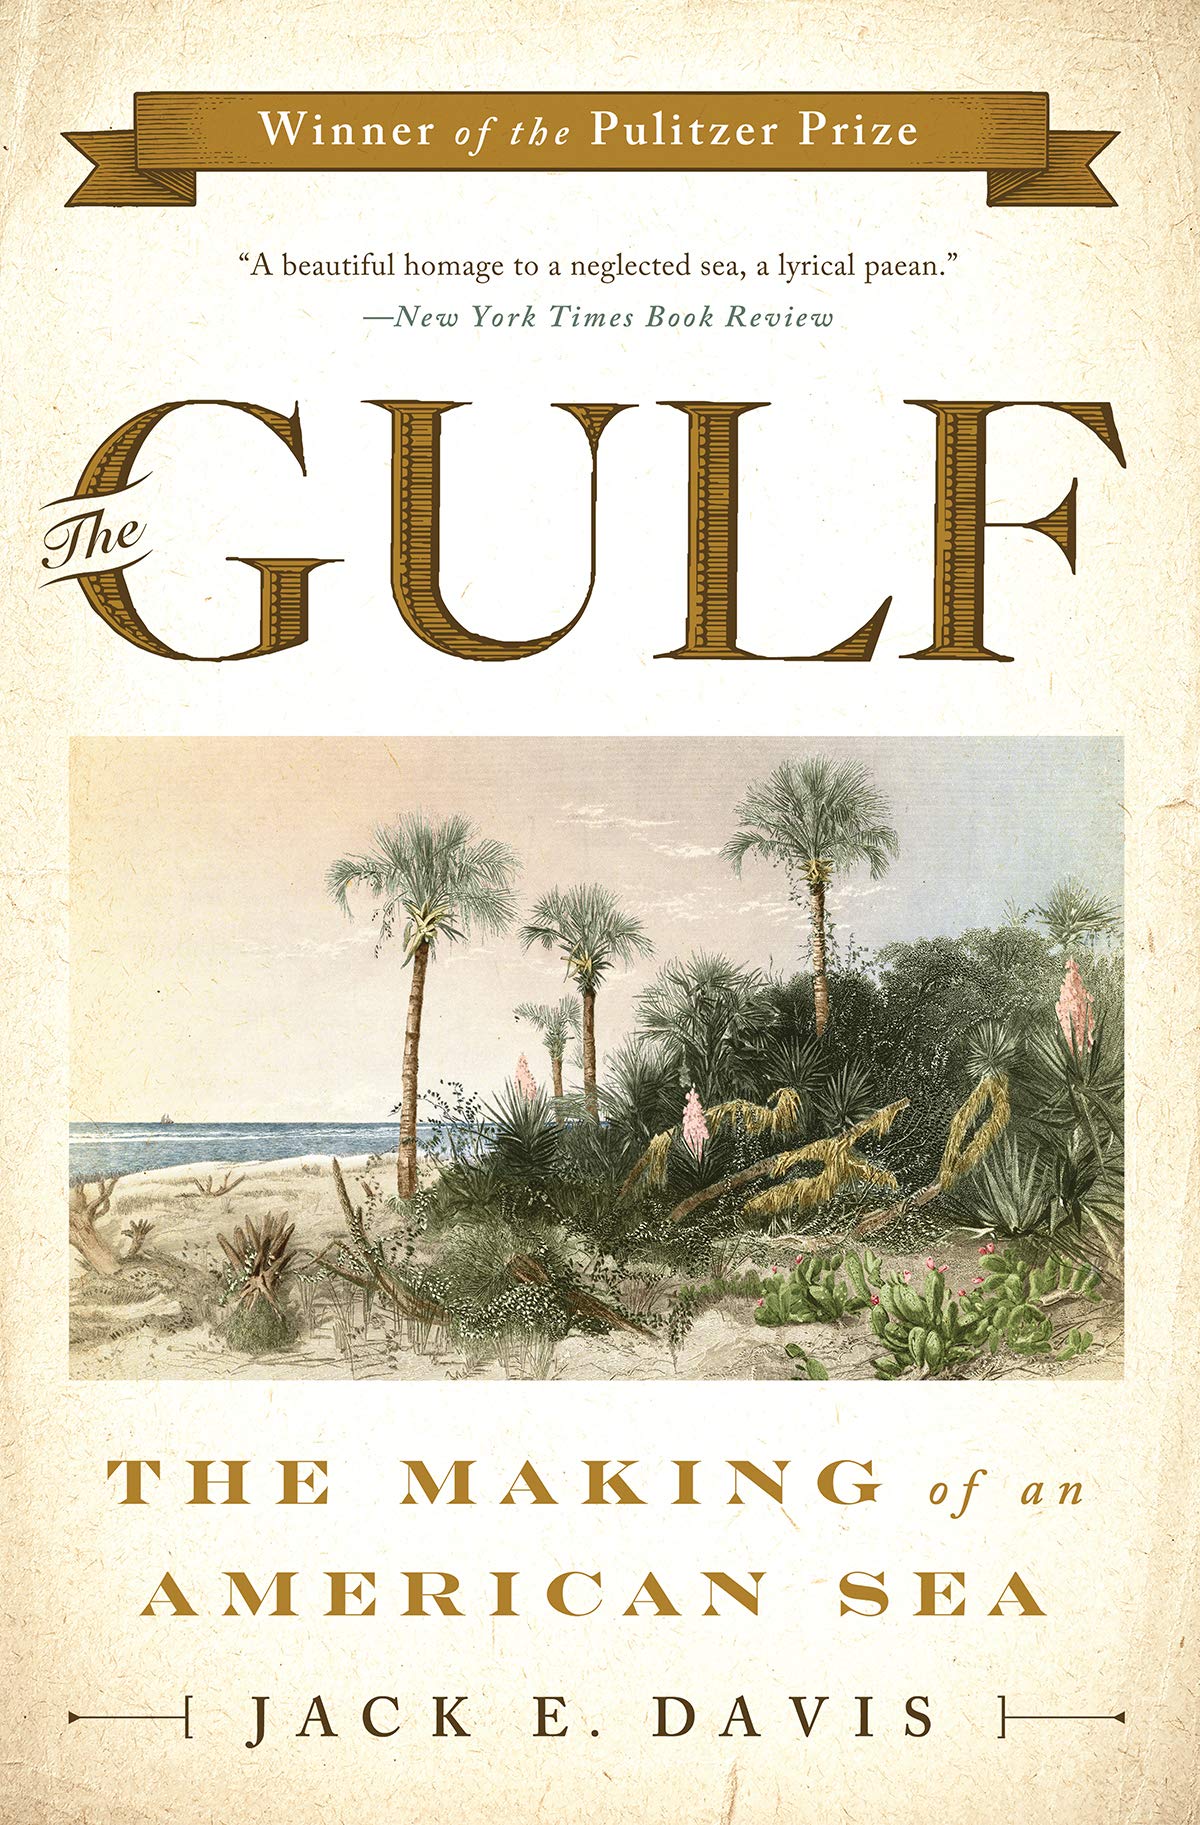 Winner of the Pulitzer Prize
“A beautiful homage to a neglected sea, a lyrical paean.”
—New York Times Book Review
The GULF
THE MAKING of an
AMERICAN SEA
[ JACK E. DAVIS ]